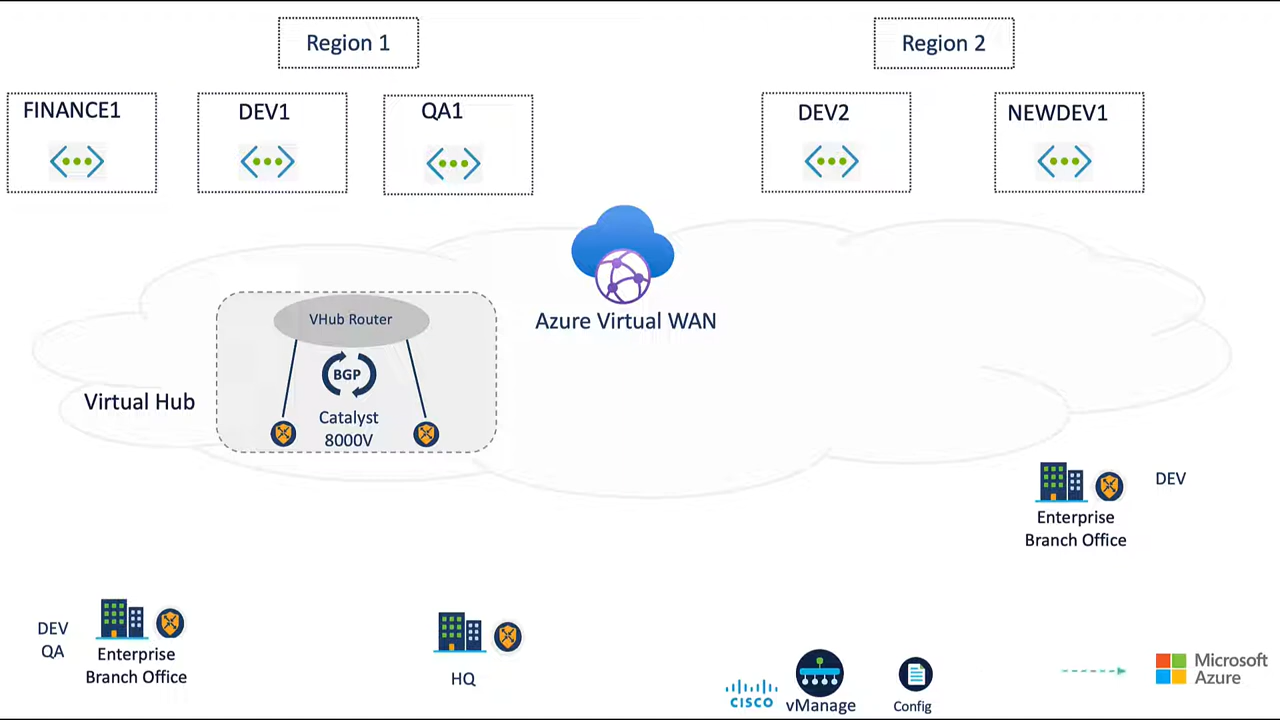 Region 1
Region 2
FINANCE1
DEV1
QA1
DEV2
NEWDEV1
Azure Virtual WAN
VHub Router
BGP
Catalyst
8000V
Virtual Hub
DEV
Enterprise
Branch Office
DEV
QA
Enterprise
Branch Office
HQ
CISCO
vManage
Config
Microsoft
Azure